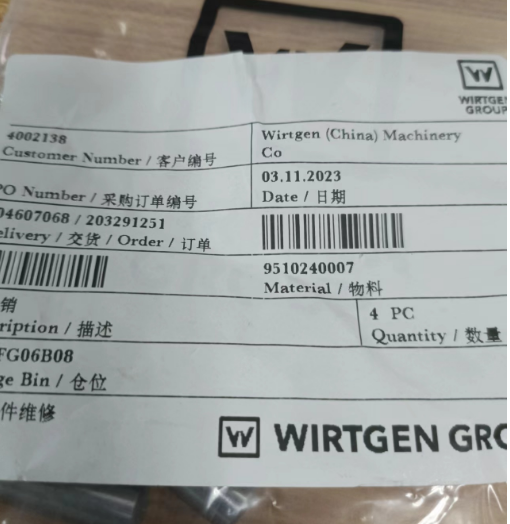 WIRTGEN
GROUP
4002138
Customer Number / 客户编号
Wirtgen (China) Machinery
Co
PO Number / 采购订单编号
03.11.2023
Date / 日期
04607068 / 203291251
elivery / 交货 / Order / 订单
9510240007
Material / 物料
销
ription / 描述
4 PC
Quantity / 数量
FG06B08
ge Bin / 仓位
件维修
WIRTGEN GRO